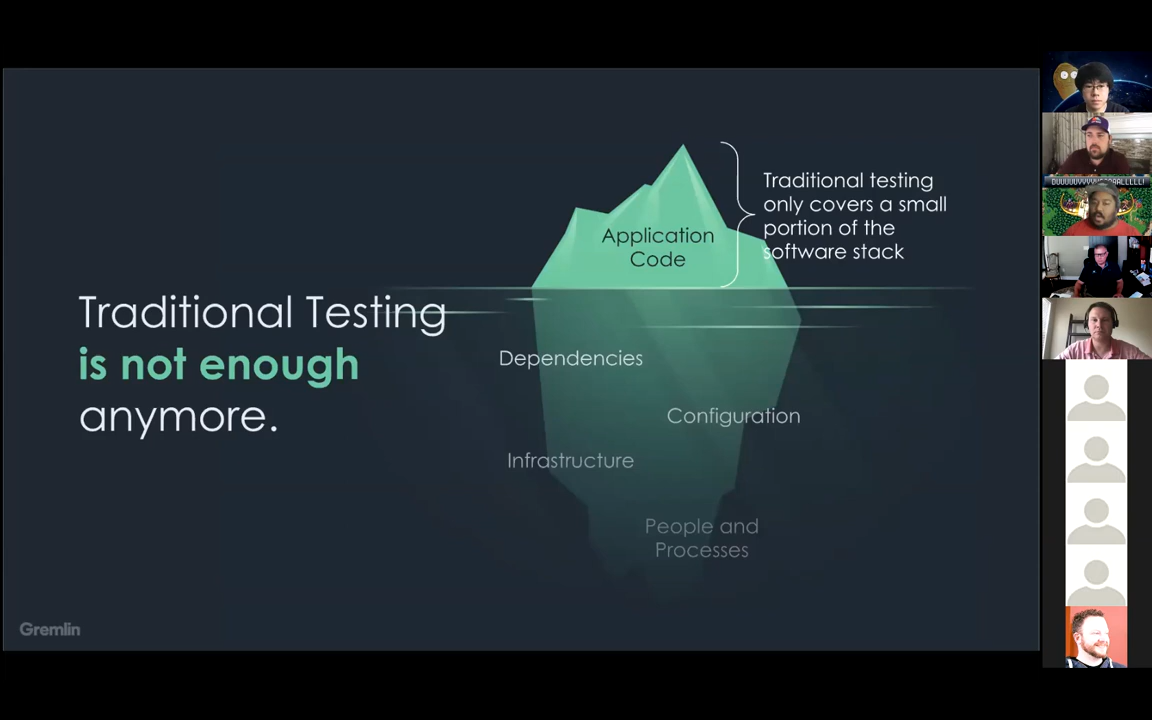 Traditional testing
only covers a small
portion of the
software stack
Application
Code
Traditional Testing
is not enough
anymore.
Dependencies
Configuration
Infrastructure
People and
Processes
Gremlin